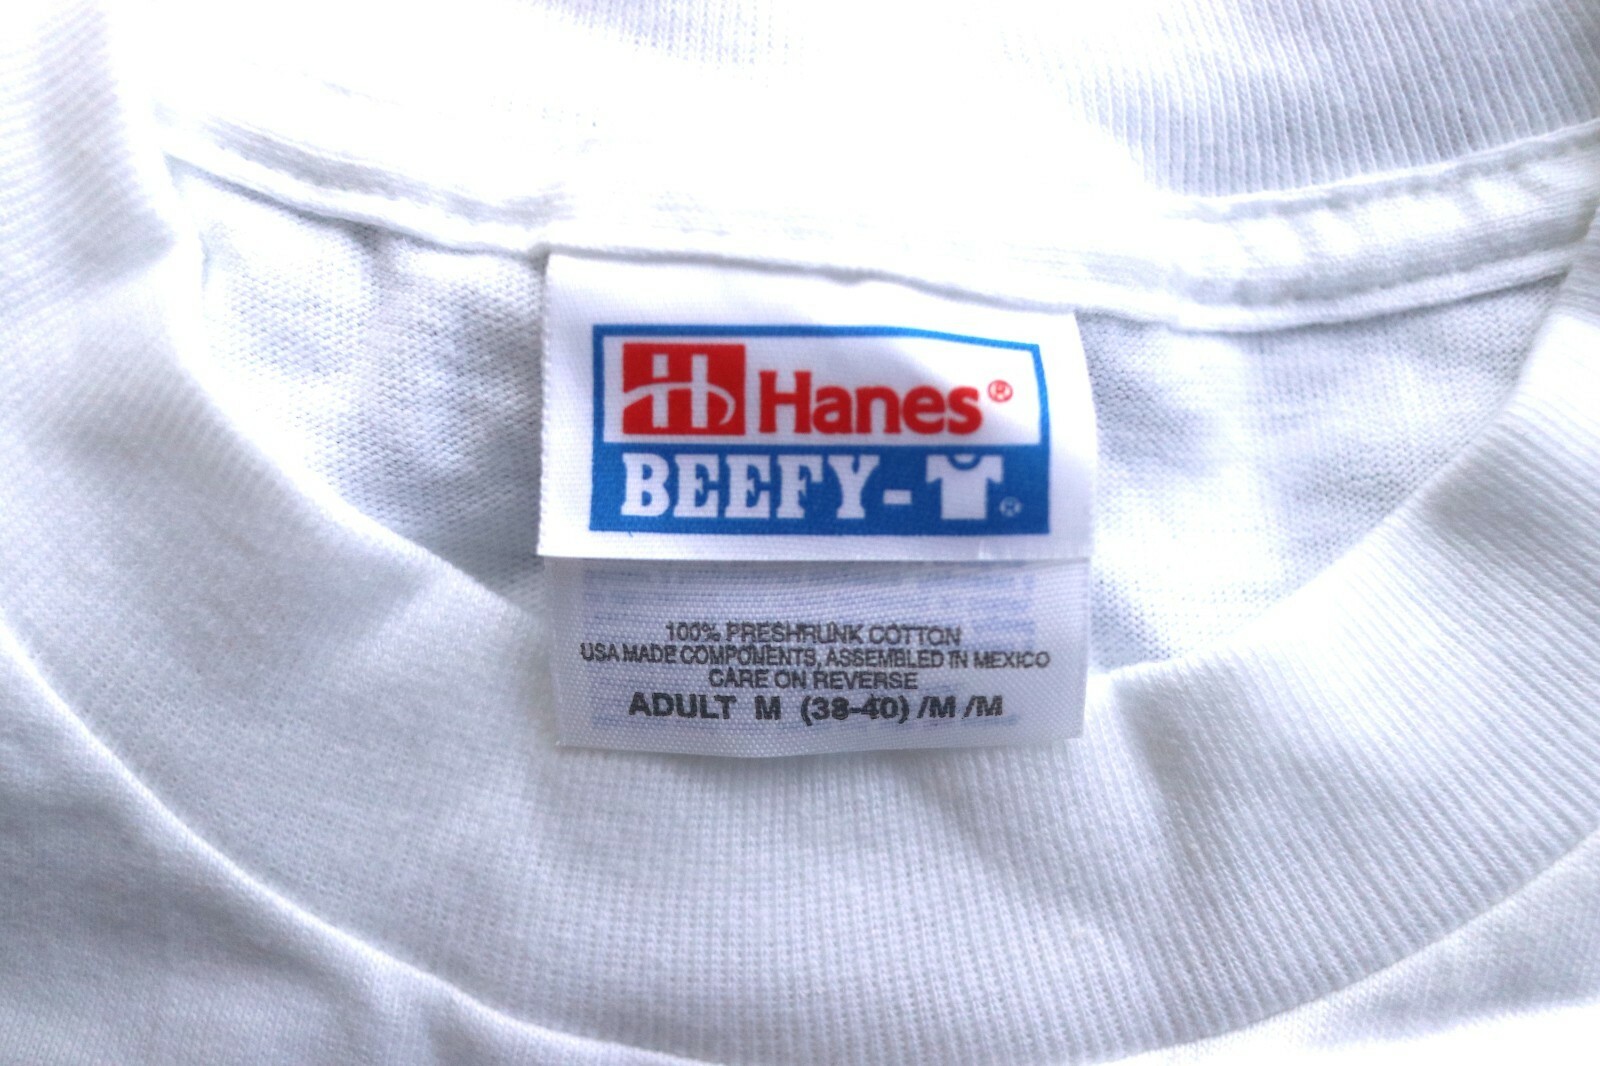 Hanes®
BEEFY-®
100% PRESHRUNK COTTON
USA MADE COMPONENTS, ASSEMBLED IN MEXICO
CARE ON REVERSE
ADULT M (38-40) /M /M